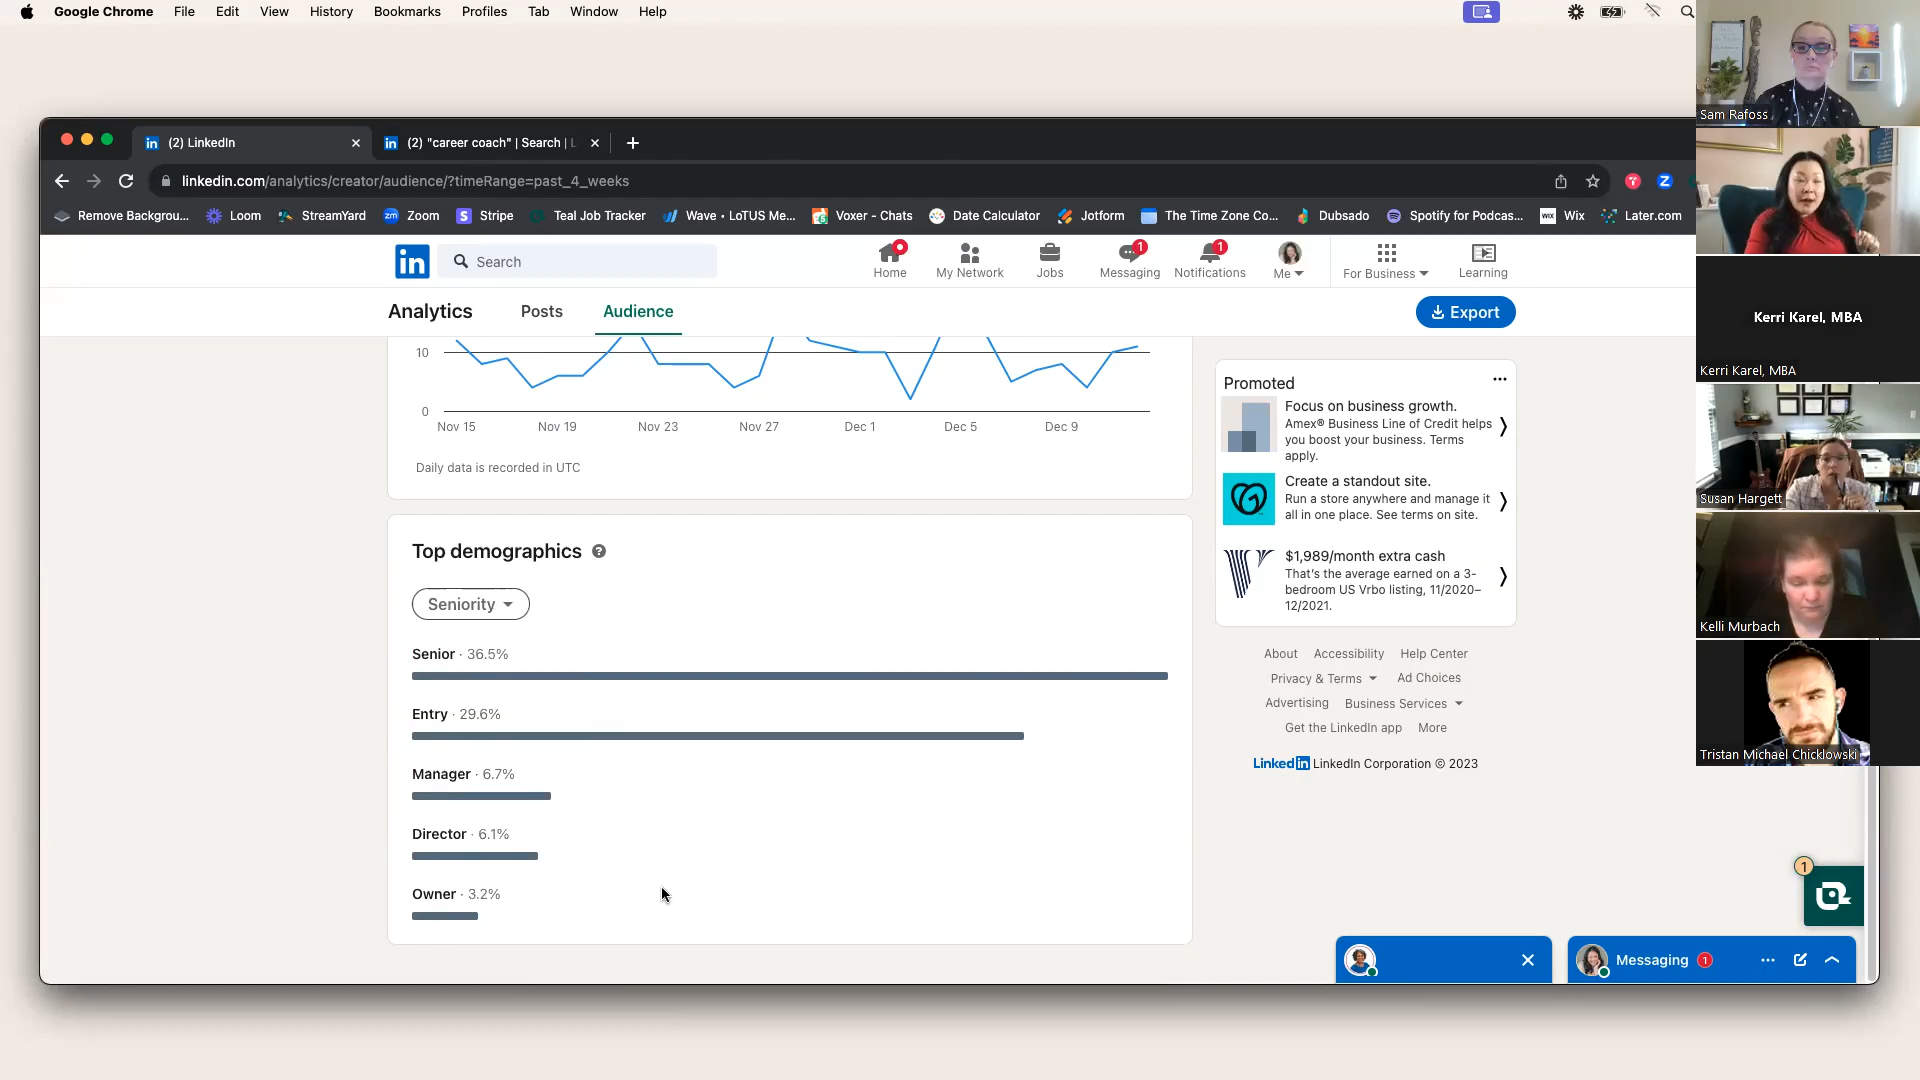 Google Chrome File Edit View History Bookmarks Profiles Tab Window Help
(2) LinkedIn
(2) "career coach" | Search | L
linkedin.com/analytics/creator/audience/?timeRange=past_4_weeks
Remove Backgrou... Loom StreamYard Zoom Stripe Teal Job Tracker Wave • LoTUS Me... Voxer - Chats Date Calculator Jotform The Time Zone Co... Dubsado Spotify for Podcas... Wix Later.com
in Search
Home My Network Jobs Messaging Notifications Me For Business Learning
1 1
Analytics Posts Audience Export
10
0
Nov 15 Nov 19 Nov 23 Nov 27 Dec 1 Dec 5 Dec 9
Daily data is recorded in UTC
Top demographics ?
Seniority
Senior · 36.5%
Entry · 29.6%
Manager · 6.7%
Director · 6.1%
Owner · 3.2%
Promoted
Focus on business growth.
Amex® Business Line of Credit helps
you boost your business. Terms
apply.
Create a standout site.
Run a store anywhere and manage it
all in one place. See terms on site.
$1,989/month extra cash
That's the average earned on a 3-
bedroom US Vrbo listing, 11/2020–
12/2021.
About Accessibility Help Center
Privacy & Terms Ad Choices
Advertising Business Services
Get the LinkedIn app More
LinkedIn LinkedIn Corporation © 2023
1
Messaging 1
Sam Rafoss
Kerri Karel, MBA
Kerri Karel, MBA
Susan Hargett
Kelli Murbach
Tristan Michael Chicklowski